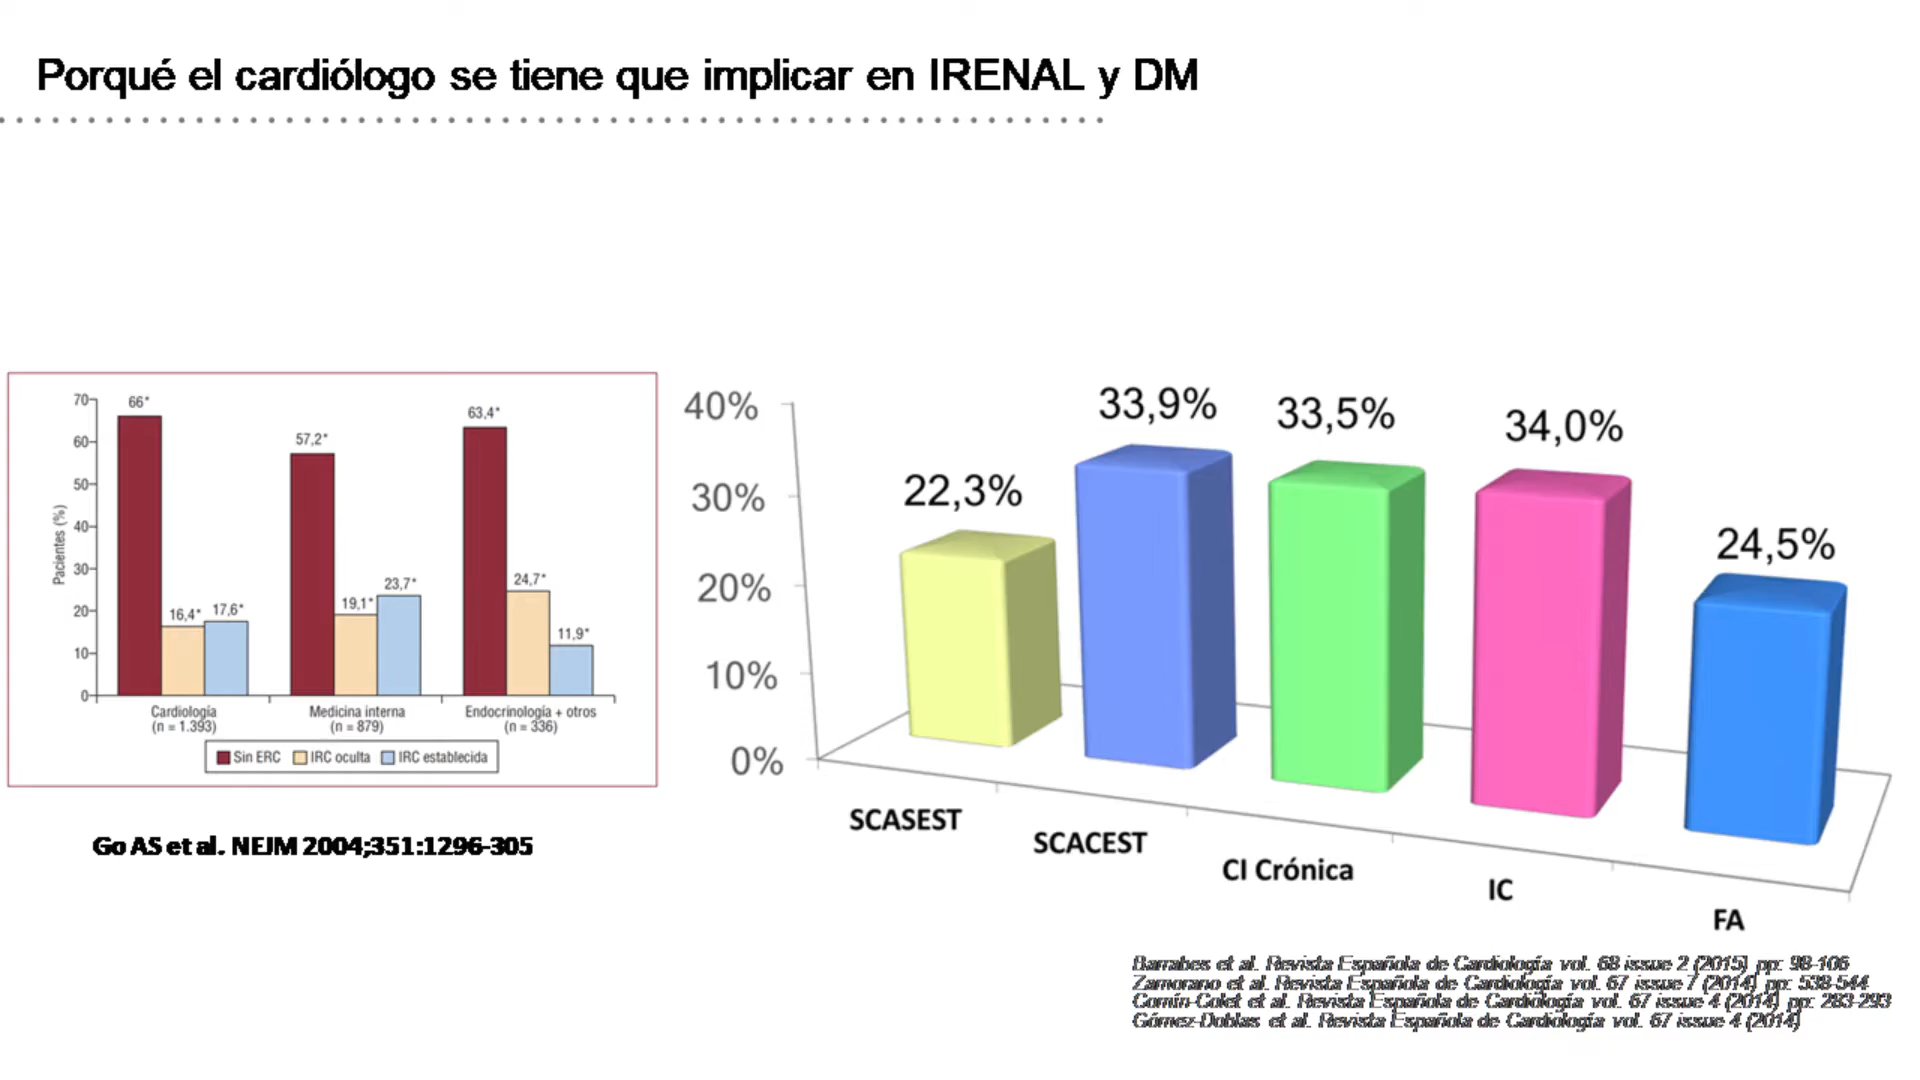 Porqué el cardiólogo se tiene que implicar en IRENAL y DM
Pacientes (%)
70
60
50
40
30
20
10
0
66*
16,4*
17,6*
57,2*
19,1*
23,7*
63,4*
24,7*
11,9*
Cardiología
(n = 1.393)
Medicina interna
(n = 879)
Endocrinología + otros
(n = 336)
Sin ERC IRC oculta IRC establecida
Go AS et al. NEJM 2004;351:1296-305
40%
30%
20%
10%
0%
22,3%
33,9%
33,5%
34,0%
24,5%
SCASEST
SCACEST
CI Crónica
IC
FA
Barrabes et al. Revista Española de Cardiología vol. 68 issue 2 (2015) pp: 98-106
Zamorano et al. Revista Española de Cardiología vol. 67 issue 7 (2014) pp: 538-544
Comín-Colet et al. Revista Española de Cardiología vol. 67 issue 4 (2014) pp: 283-293
Gómez-Doblas et al. Revista Española de Cardiología vol. 67 issue 4 (2014)